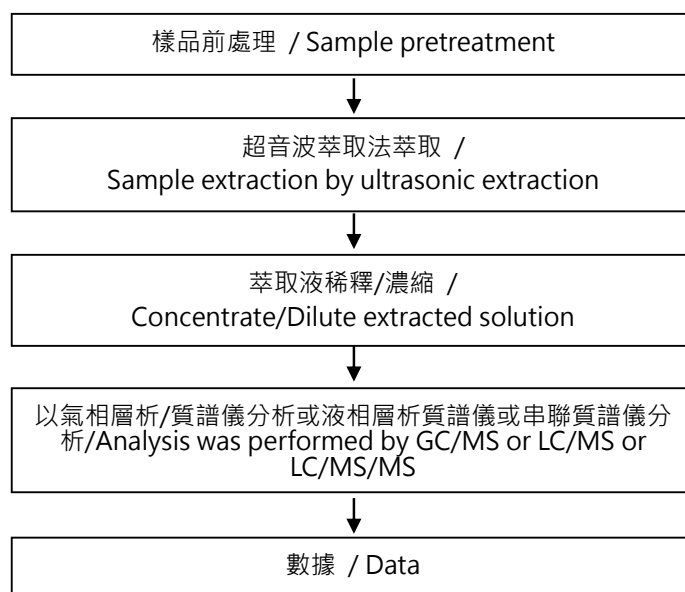 樣品前處理 / Sample pretreatment
超音波萃取法萃取 /
Sample extraction by ultrasonic extraction
萃取液稀釋/濃縮 /
Concentrate/Dilute extracted solution
以氣相層析/質譜儀分析或液相層析質譜儀或串聯質譜儀分
析/Analysis was performed by GC/MS or LC/MS or
LC/MS/MS
數據 / Data